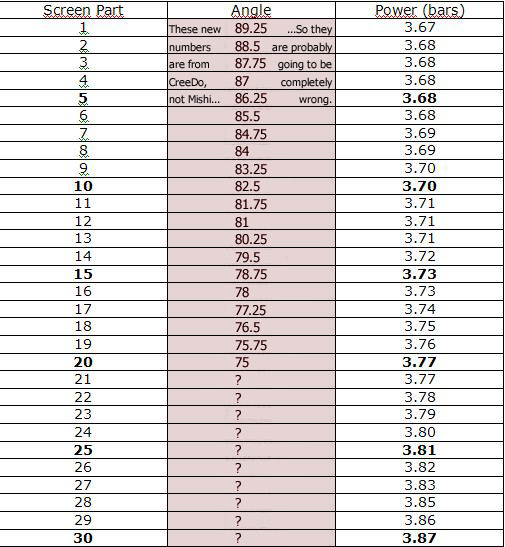 Screen Part Angle Power (bars)
1 These new 89.25 ...So they 3.67
2 numbers 88.5 are probably 3.68
3 are from 87.75 going to be 3.68
4 CreeDo, 87 completely 3.68
5 not Mishi... 86.25 wrong. 3.68
6 85.5 3.68
7 84.75 3.69
8 84 3.69
9 83.25 3.70
10 82.5 3.70
11 81.75 3.71
12 81 3.71
13 80.25 3.71
14 79.5 3.72
15 78.75 3.73
16 78 3.73
17 77.25 3.74
18 76.5 3.75
19 75.75 3.76
20 75 3.77
21 ? 3.77
22 ? 3.78
23 ? 3.79
24 ? 3.80
25 ? 3.81
26 ? 3.82
27 ? 3.83
28 ? 3.85
29 ? 3.86
30 ? 3.87